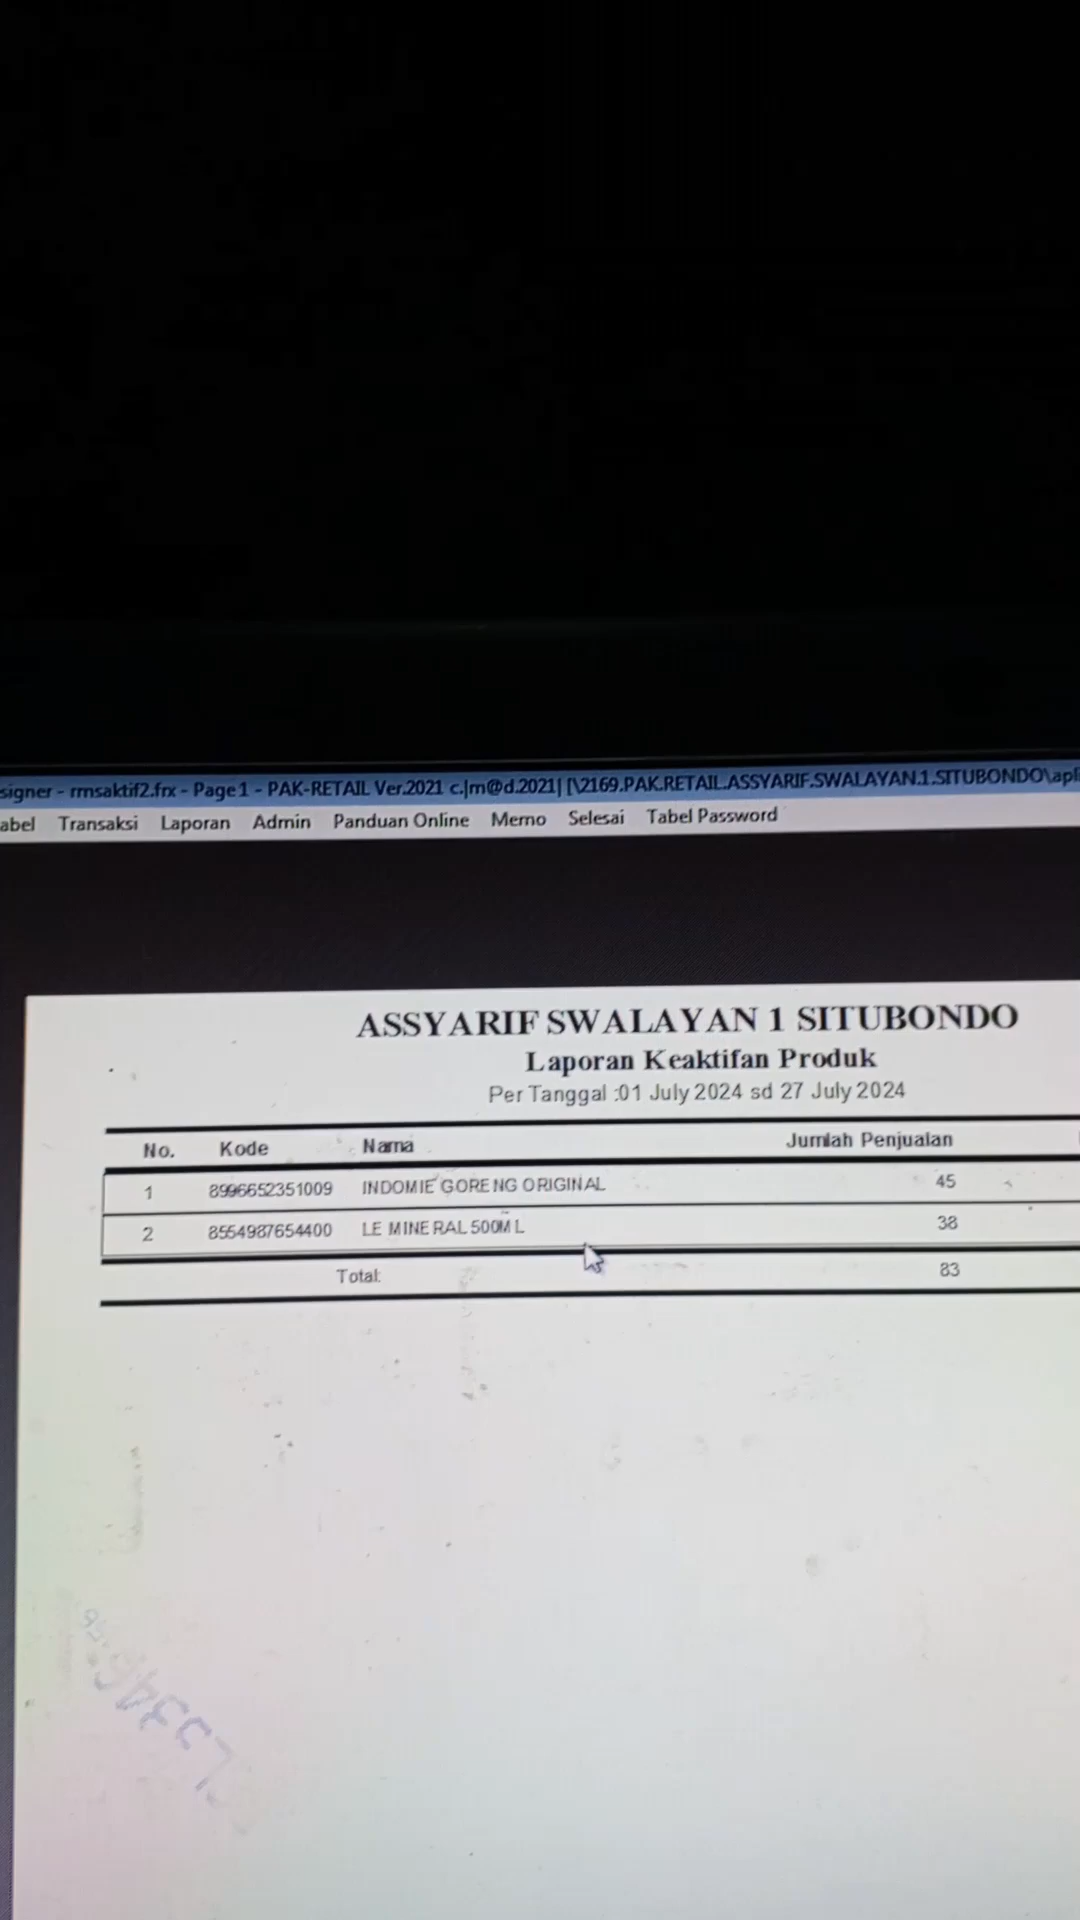 signer - rmsaktif2.frx - Page 1 - PAK-RETAIL Ver.2021 c.|m@d.2021| [\2169.PAK.RETAIL.ASSYARIF.SWALAYAN.1.SITUBONDO\apli
abel Transaksi Laporan Admin Panduan Online Memo Selesai Tabel Password
ASSYARIF SWALAYAN 1 SITUBONDO
Laporan Keaktifan Produk
Per Tanggal :01 July 2024 sd 27 July 2024
No. Kode Nama Jumlah Penjualan
1 8996652351009 INDOMIE GORENG ORIGINAL 45
2 8554987654400 LE MINERAL 500ML 38
Total: 83